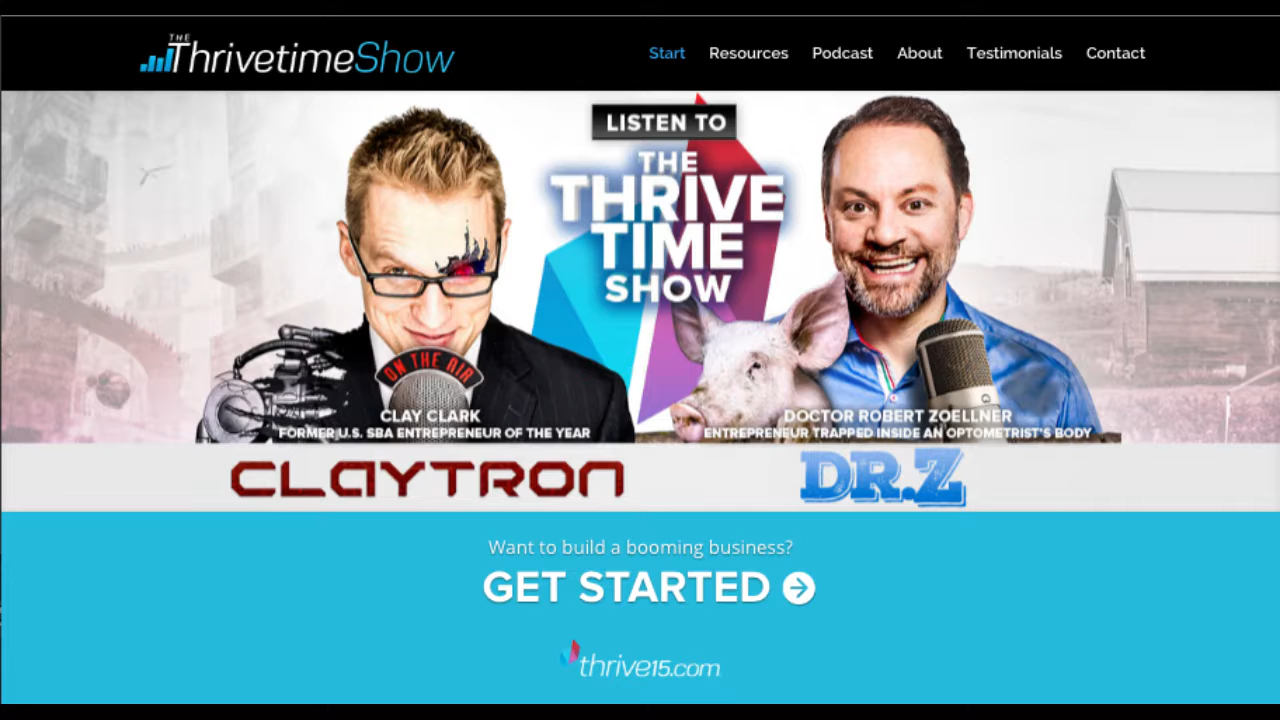 THE
ThrivetimeShow
Start Resources Podcast About Testimonials Contact
LISTEN TO
THE
THRIVE
TIME
SHOW
ON THE AIR
CLAY CLARK
FORMER U.S. SBA ENTREPRENEUR OF THE YEAR
DOCTOR ROBERT ZOELLNER
ENTREPRENEUR TRAPPED INSIDE AN OPTOMETRIST'S BODY
CLAYTRON
DR.Z
Want to build a booming business?
GET STARTED
thrive15.com